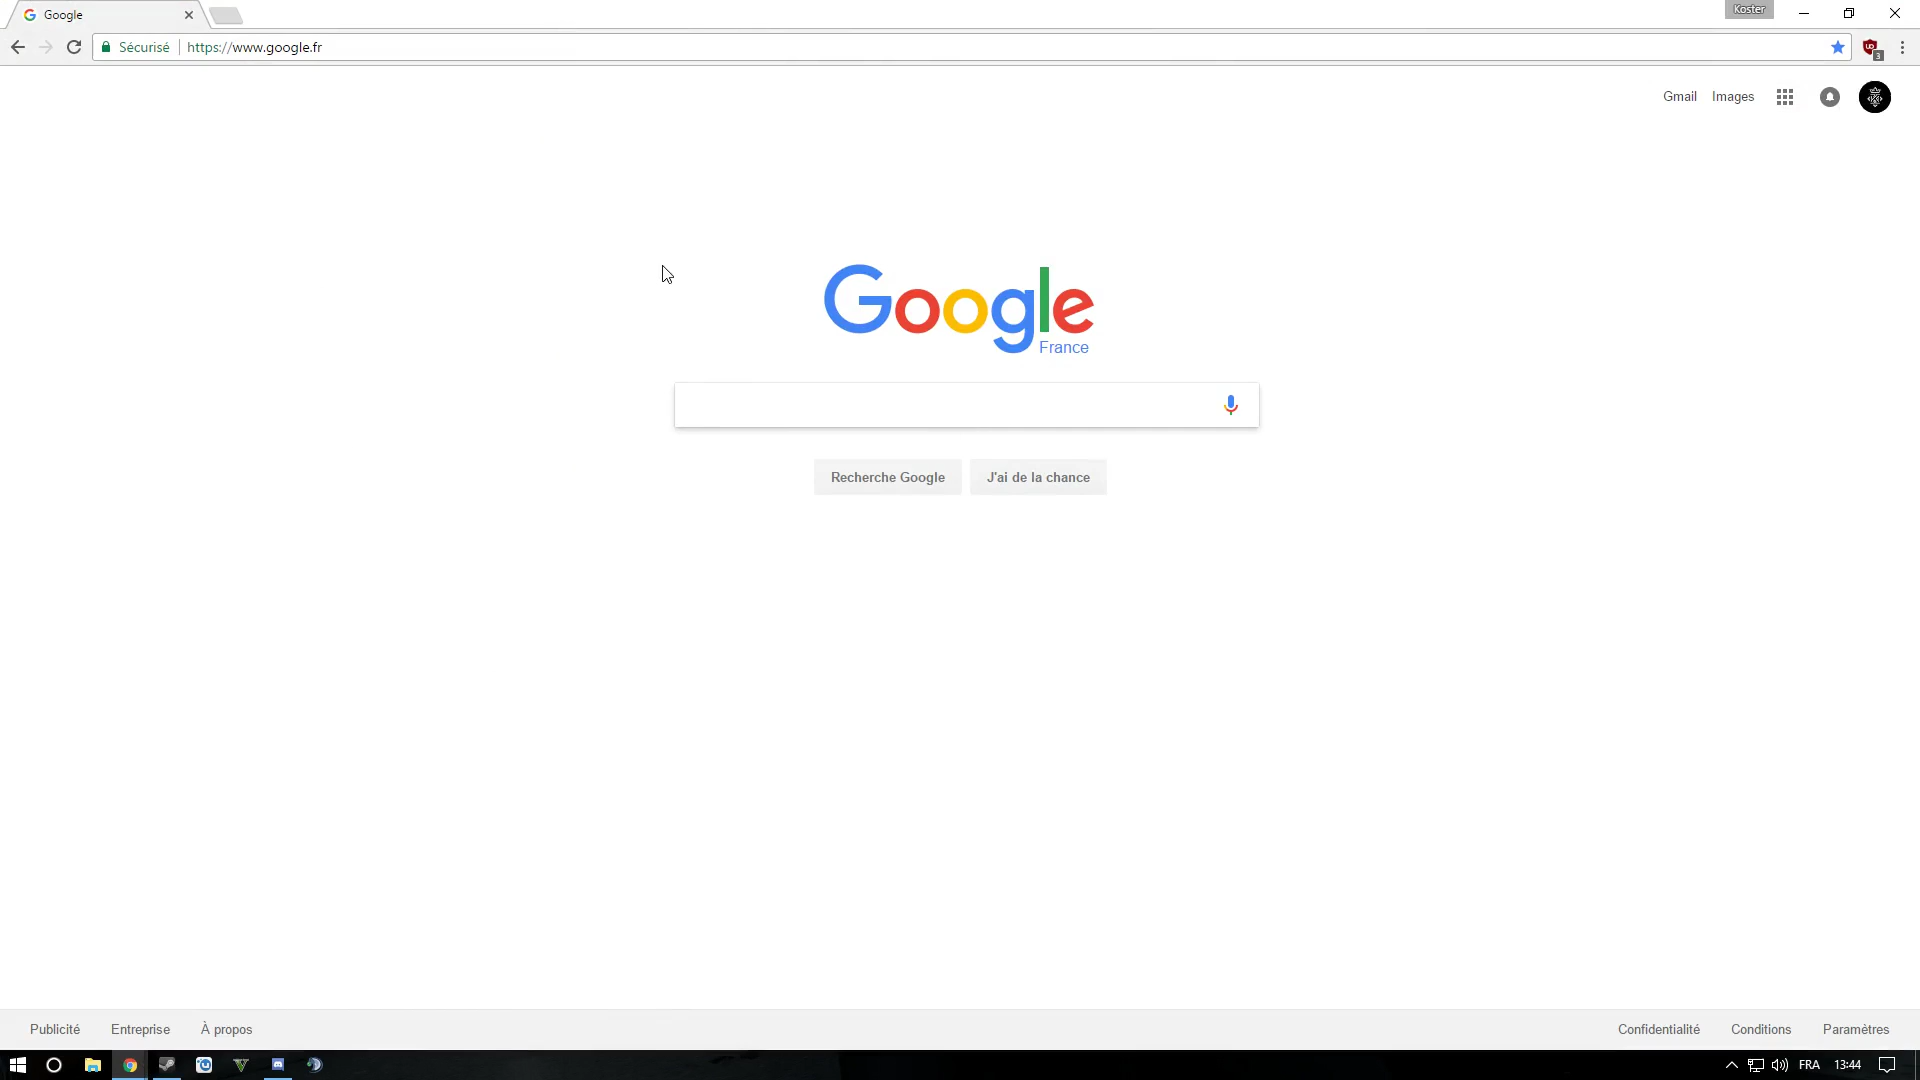 Google
Koster
Sécurisé
https://www.google.fr
3
Gmail
Images
Google
France
Recherche Google
J'ai de la chance
Publicité
Entreprise
À propos
Confidentialité
Conditions
Paramètres
FRA
13:44